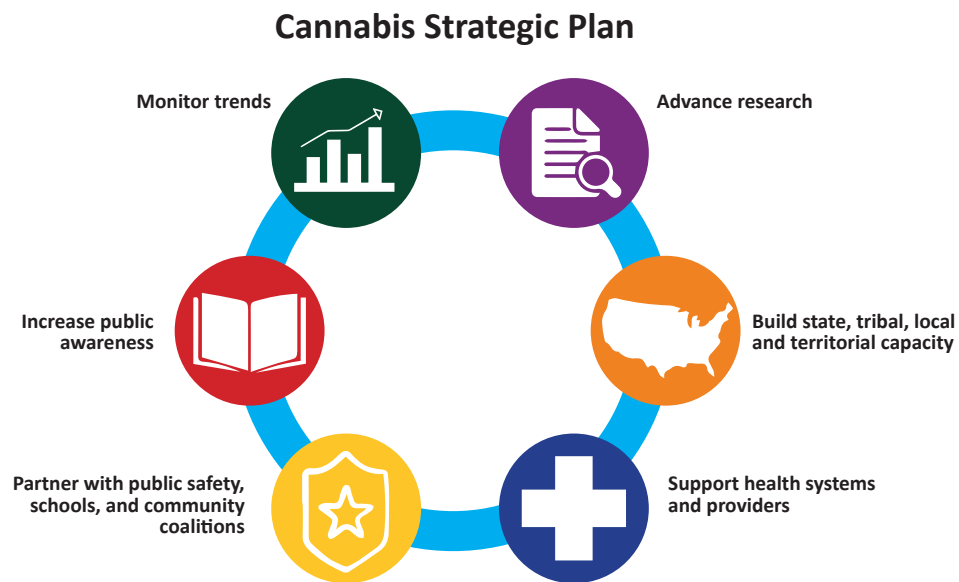 Cannabis Strategic Plan
Monitor trends
Advance research
Increase public
awareness
Build state, tribal, local
and territorial capacity
Partner with public safety,
schools, and community
coalitions
Support health systems
and providers